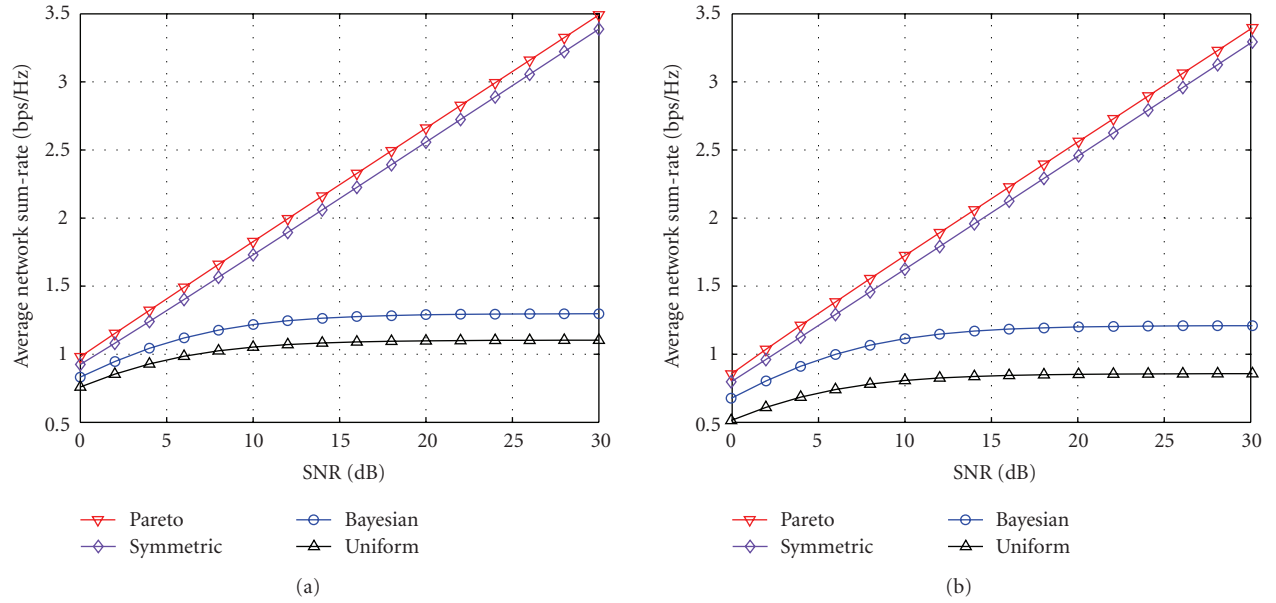 3.5
3
2.5
2
1.5
1
0.5
Average network sum-rate (bps/Hz)
0 5 10 15 20 25 30
SNR (dB)
Pareto
Symmetric
Bayesian
Uniform
(a)
3.5
3
2.5
2
1.5
1
0.5
Average network sum-rate (bps/Hz)
0 5 10 15 20 25 30
SNR (dB)
Pareto
Symmetric
Bayesian
Uniform
(b)